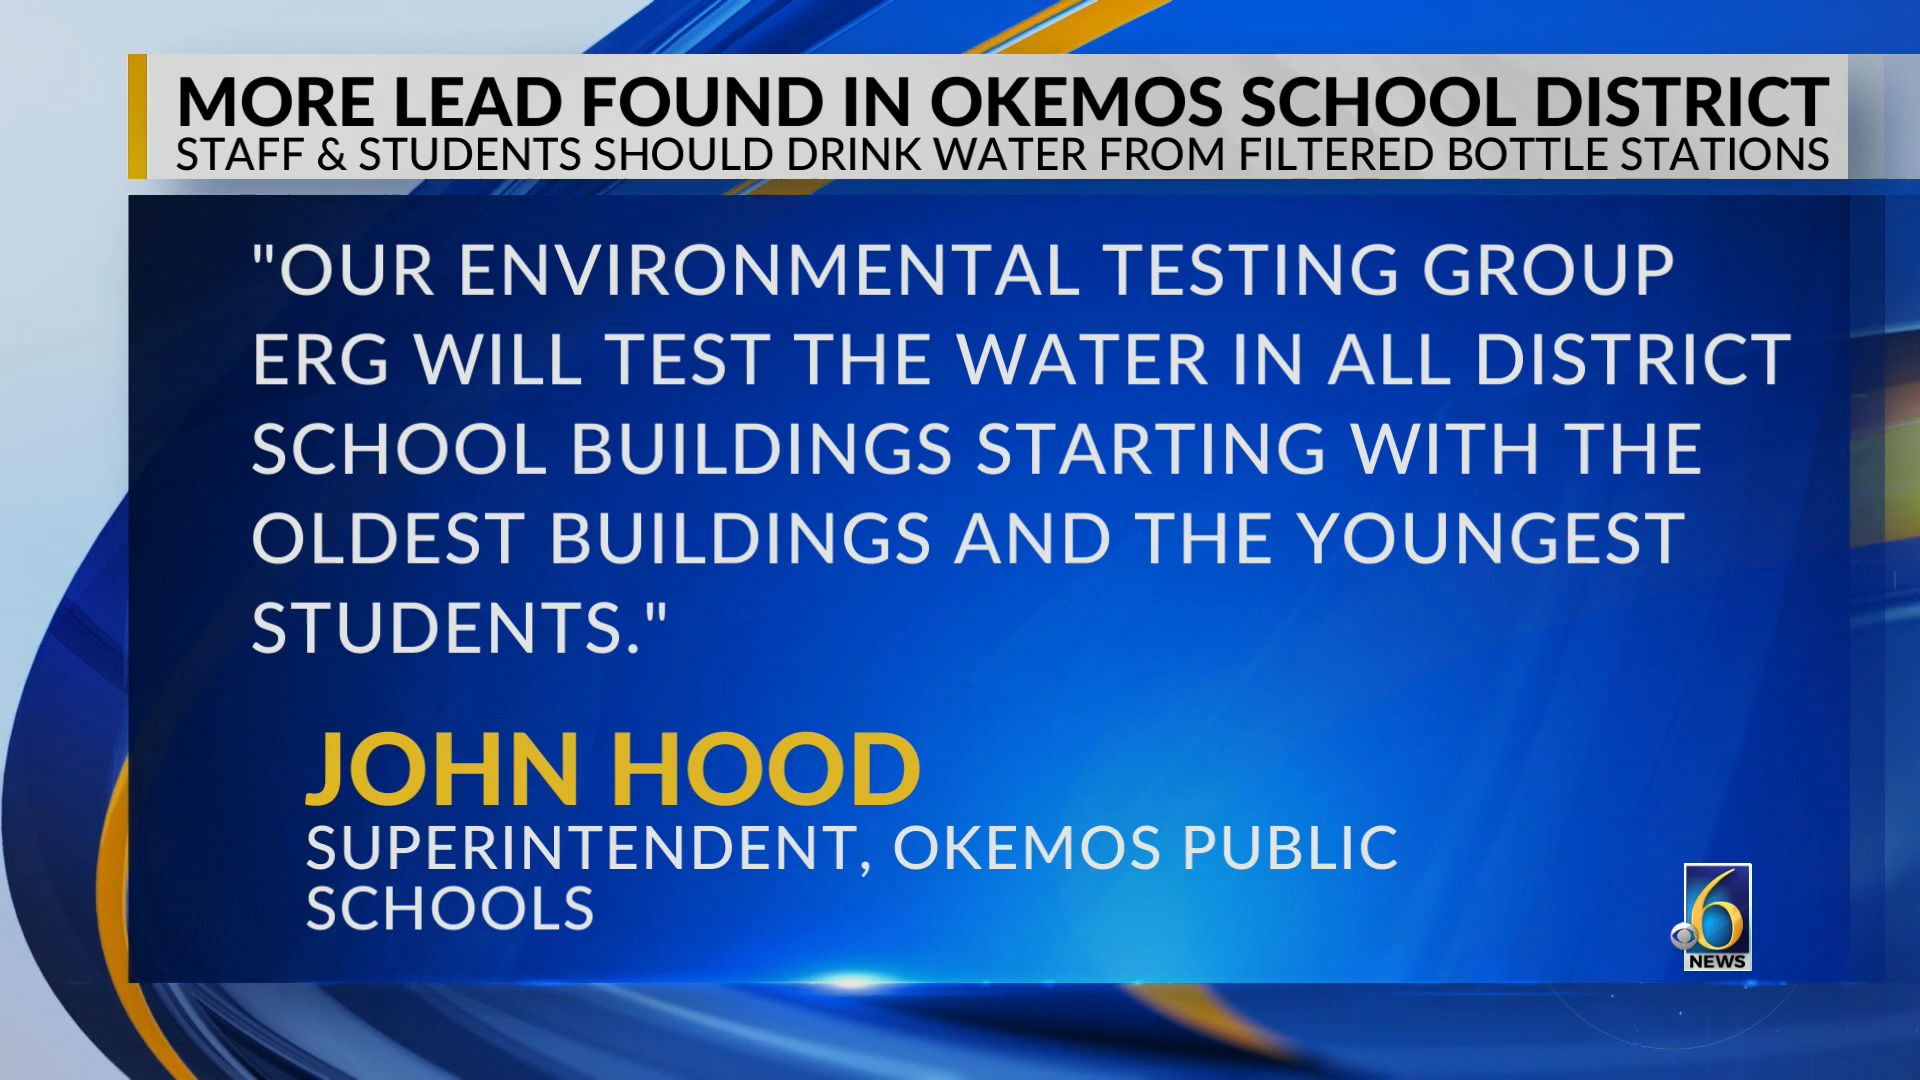 MORE LEAD FOUND IN OKEMOS SCHOOL DISTRICT
STAFF & STUDENTS SHOULD DRINK WATER FROM FILTERED BOTTLE STATIONS
"OUR ENVIRONMENTAL TESTING GROUP
ERG WILL TEST THE WATER IN ALL DISTRICT
SCHOOL BUILDINGS STARTING WITH THE
OLDEST BUILDINGS AND THE YOUNGEST
STUDENTS."
JOHN HOOD
SUPERINTENDENT, OKEMOS PUBLIC
SCHOOLS
6
NEWS